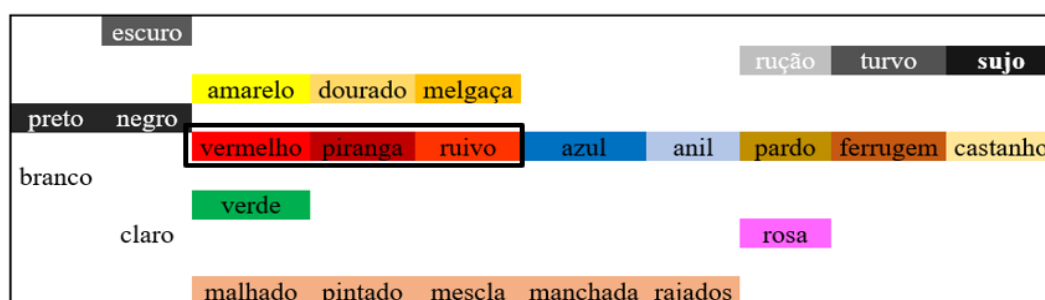 escuro
rução turvo sujo
amarelo dourado melgaça
preto negro
vermelho piranga ruivo azul anil pardo ferrugem castanho
branco
verde
claro rosa
malhado pintado mescla manchada rajados